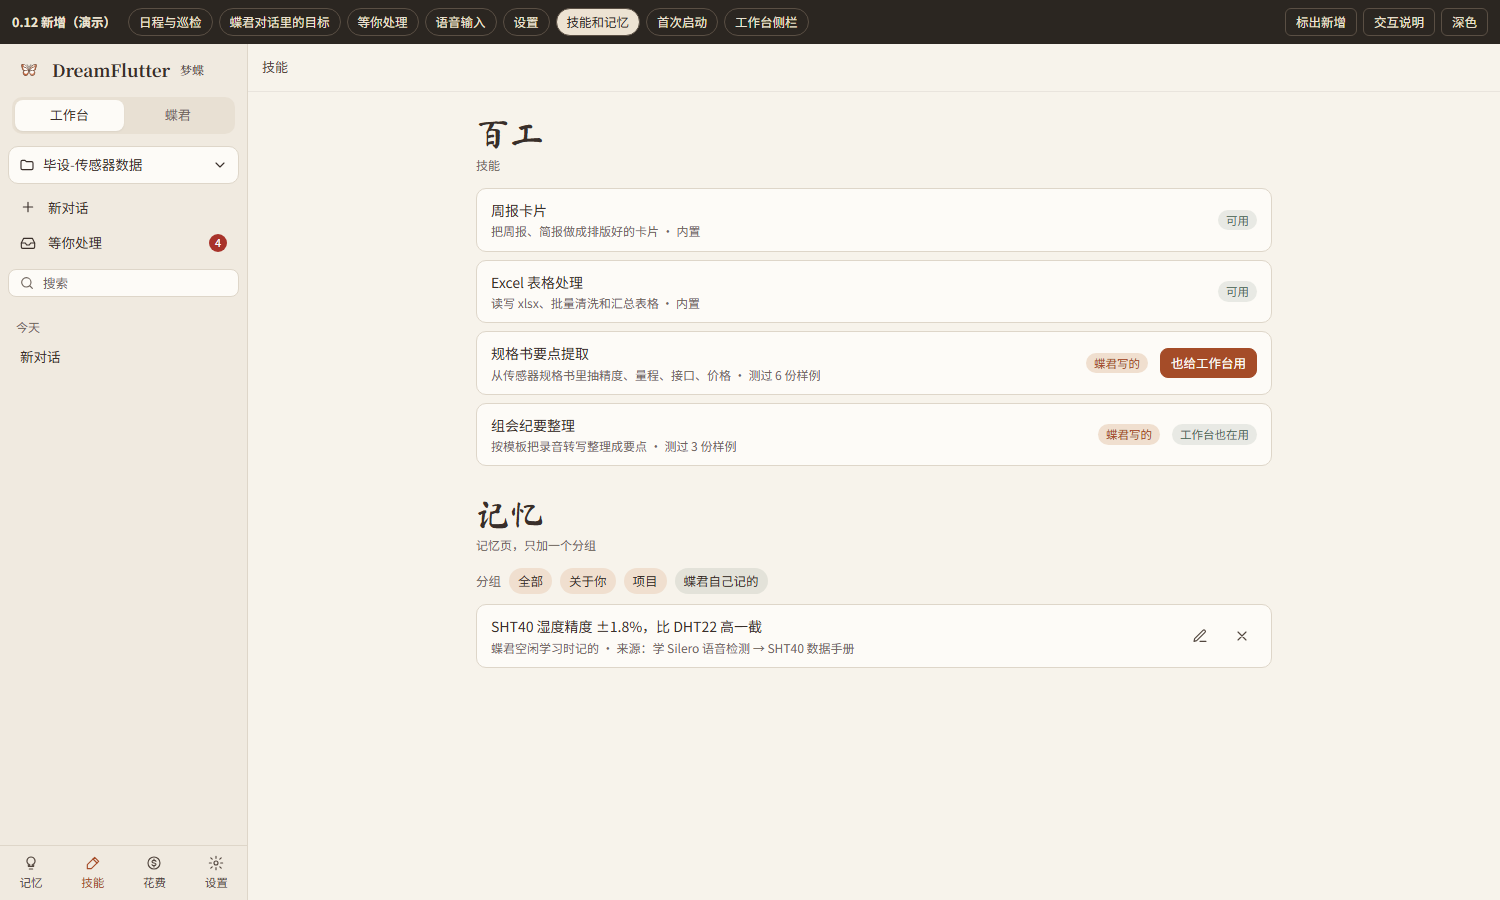 0.12 新增（演示） 日程与巡检 蝶君对话里的目标 等你处理 语音输入 设置 技能和记忆 首次启动 工作台侧栏 标出新增 交互说明 深色
DreamFlutter 梦蝶
工作台 蝶君
毕设-传感器数据
新对话
等你处理 4
搜索
今天
新对话
记忆 技能 花费 设置
技能
百工
技能
周报卡片
把周报、简报做成排版好的卡片 · 内置
可用
Excel 表格处理
读写 xlsx、批量清洗和汇总表格 · 内置
可用
规格书要点提取
从传感器规格书里抽精度、量程、接口、价格 · 测过 6 份样例
蝶君写的 也给工作台用
组会纪要整理
按模板把录音转写整理成要点 · 测过 3 份样例
蝶君写的 工作台也在用
记忆
记忆页，只加一个分组
分组 全部 关于你 项目 蝶君自己记的
SHT40 湿度精度 ±1.8%，比 DHT22 高一截
蝶君空闲学习时记的 · 来源：学 Silero 语音检测 → SHT40 数据手册